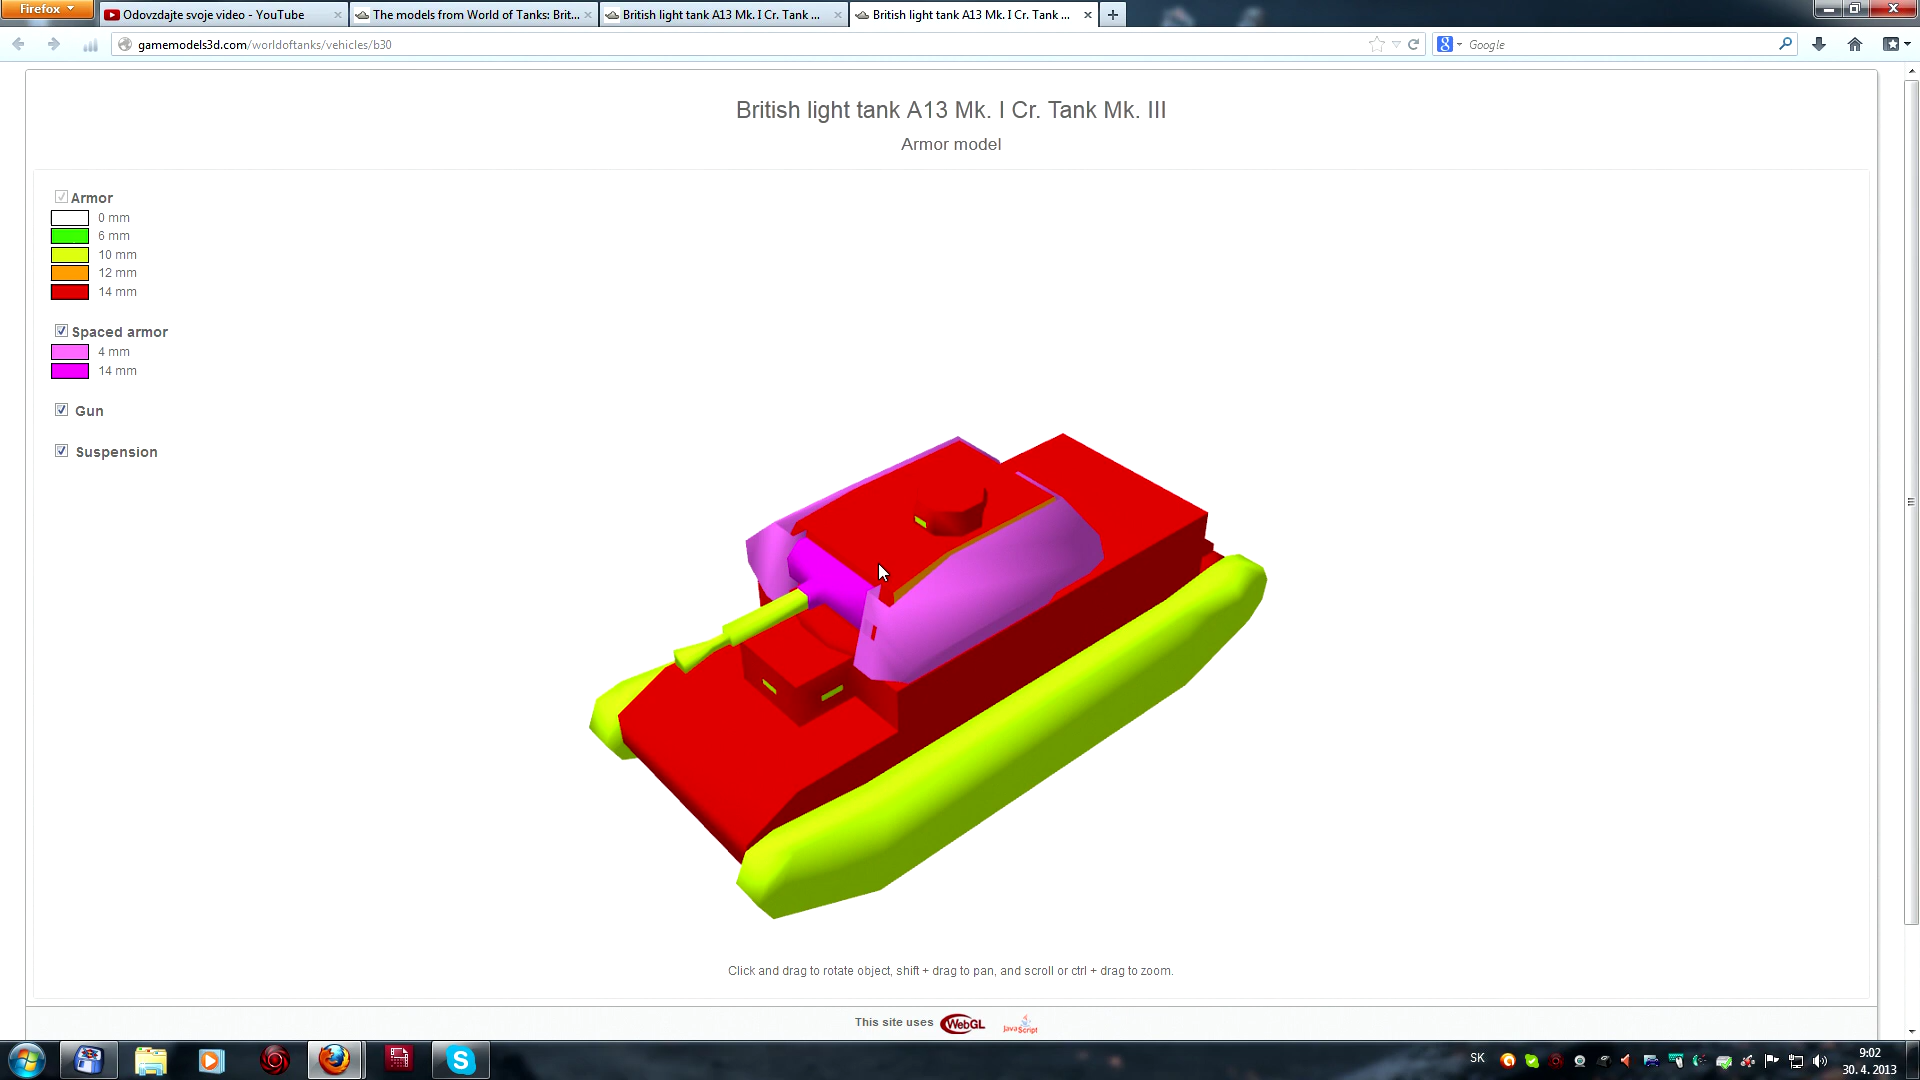 Firefox
Odovzdajte svoje video - YouTube
The models from World of Tanks: Brit...
British light tank A13 Mk. I Cr. Tank ...
British light tank A13 Mk. I Cr. Tank ...
gamemodels3d.com/worldoftanks/vehicles/b30
Google
British light tank A13 Mk. I Cr. Tank Mk. III
Armor model
Armor
0 mm
6 mm
10 mm
12 mm
14 mm
Spaced armor
4 mm
14 mm
Gun
Suspension
Click and drag to rotate object, shift + drag to pan, and scroll or ctrl + drag to zoom.
This site uses WebGL JavaScript
SK
9:02
30. 4. 2013